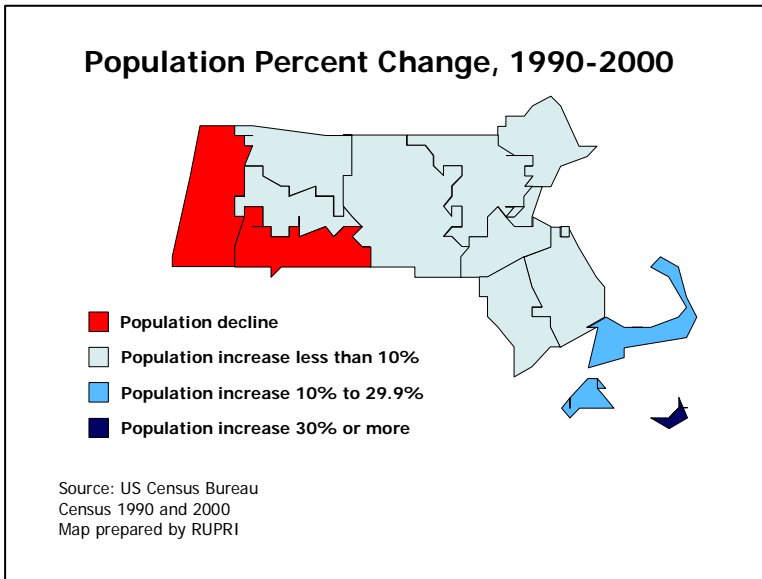 Population Percent Change, 1990-2000
Population decline
Population increase less than 10%
Population increase 10% to 29.9%
Population increase 30% or more
Source: US Census Bureau
Census 1990 and 2000
Map prepared by RUPRI